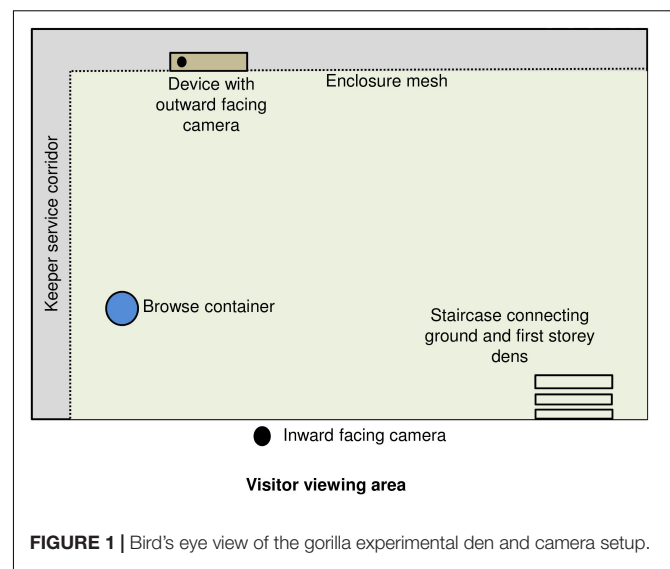 Device with
outward facing
camera
Enclosure mesh
Keeper service corridor
Browse container
Staircase connecting
ground and first storey
dens
Inward facing camera
Visitor viewing area
FIGURE 1 | Bird's eye view of the gorilla experimental den and camera setup.